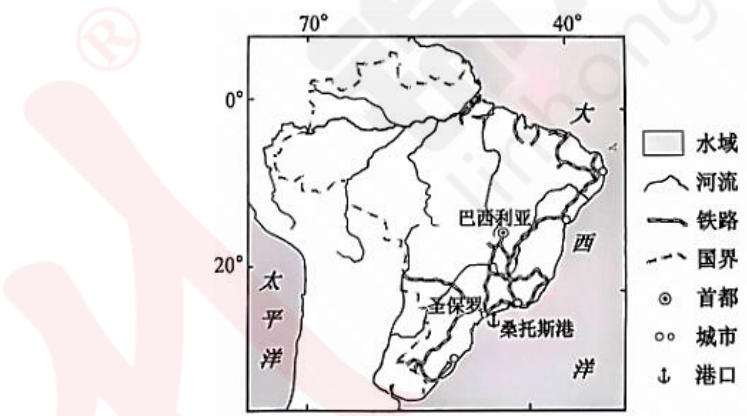 70°
40°
0°
20°
大
西
洋
太
平
洋
巴西利亚
圣保罗
桑托斯港
水域
河流
铁路
国界
首都
城市
港口
®
linhong